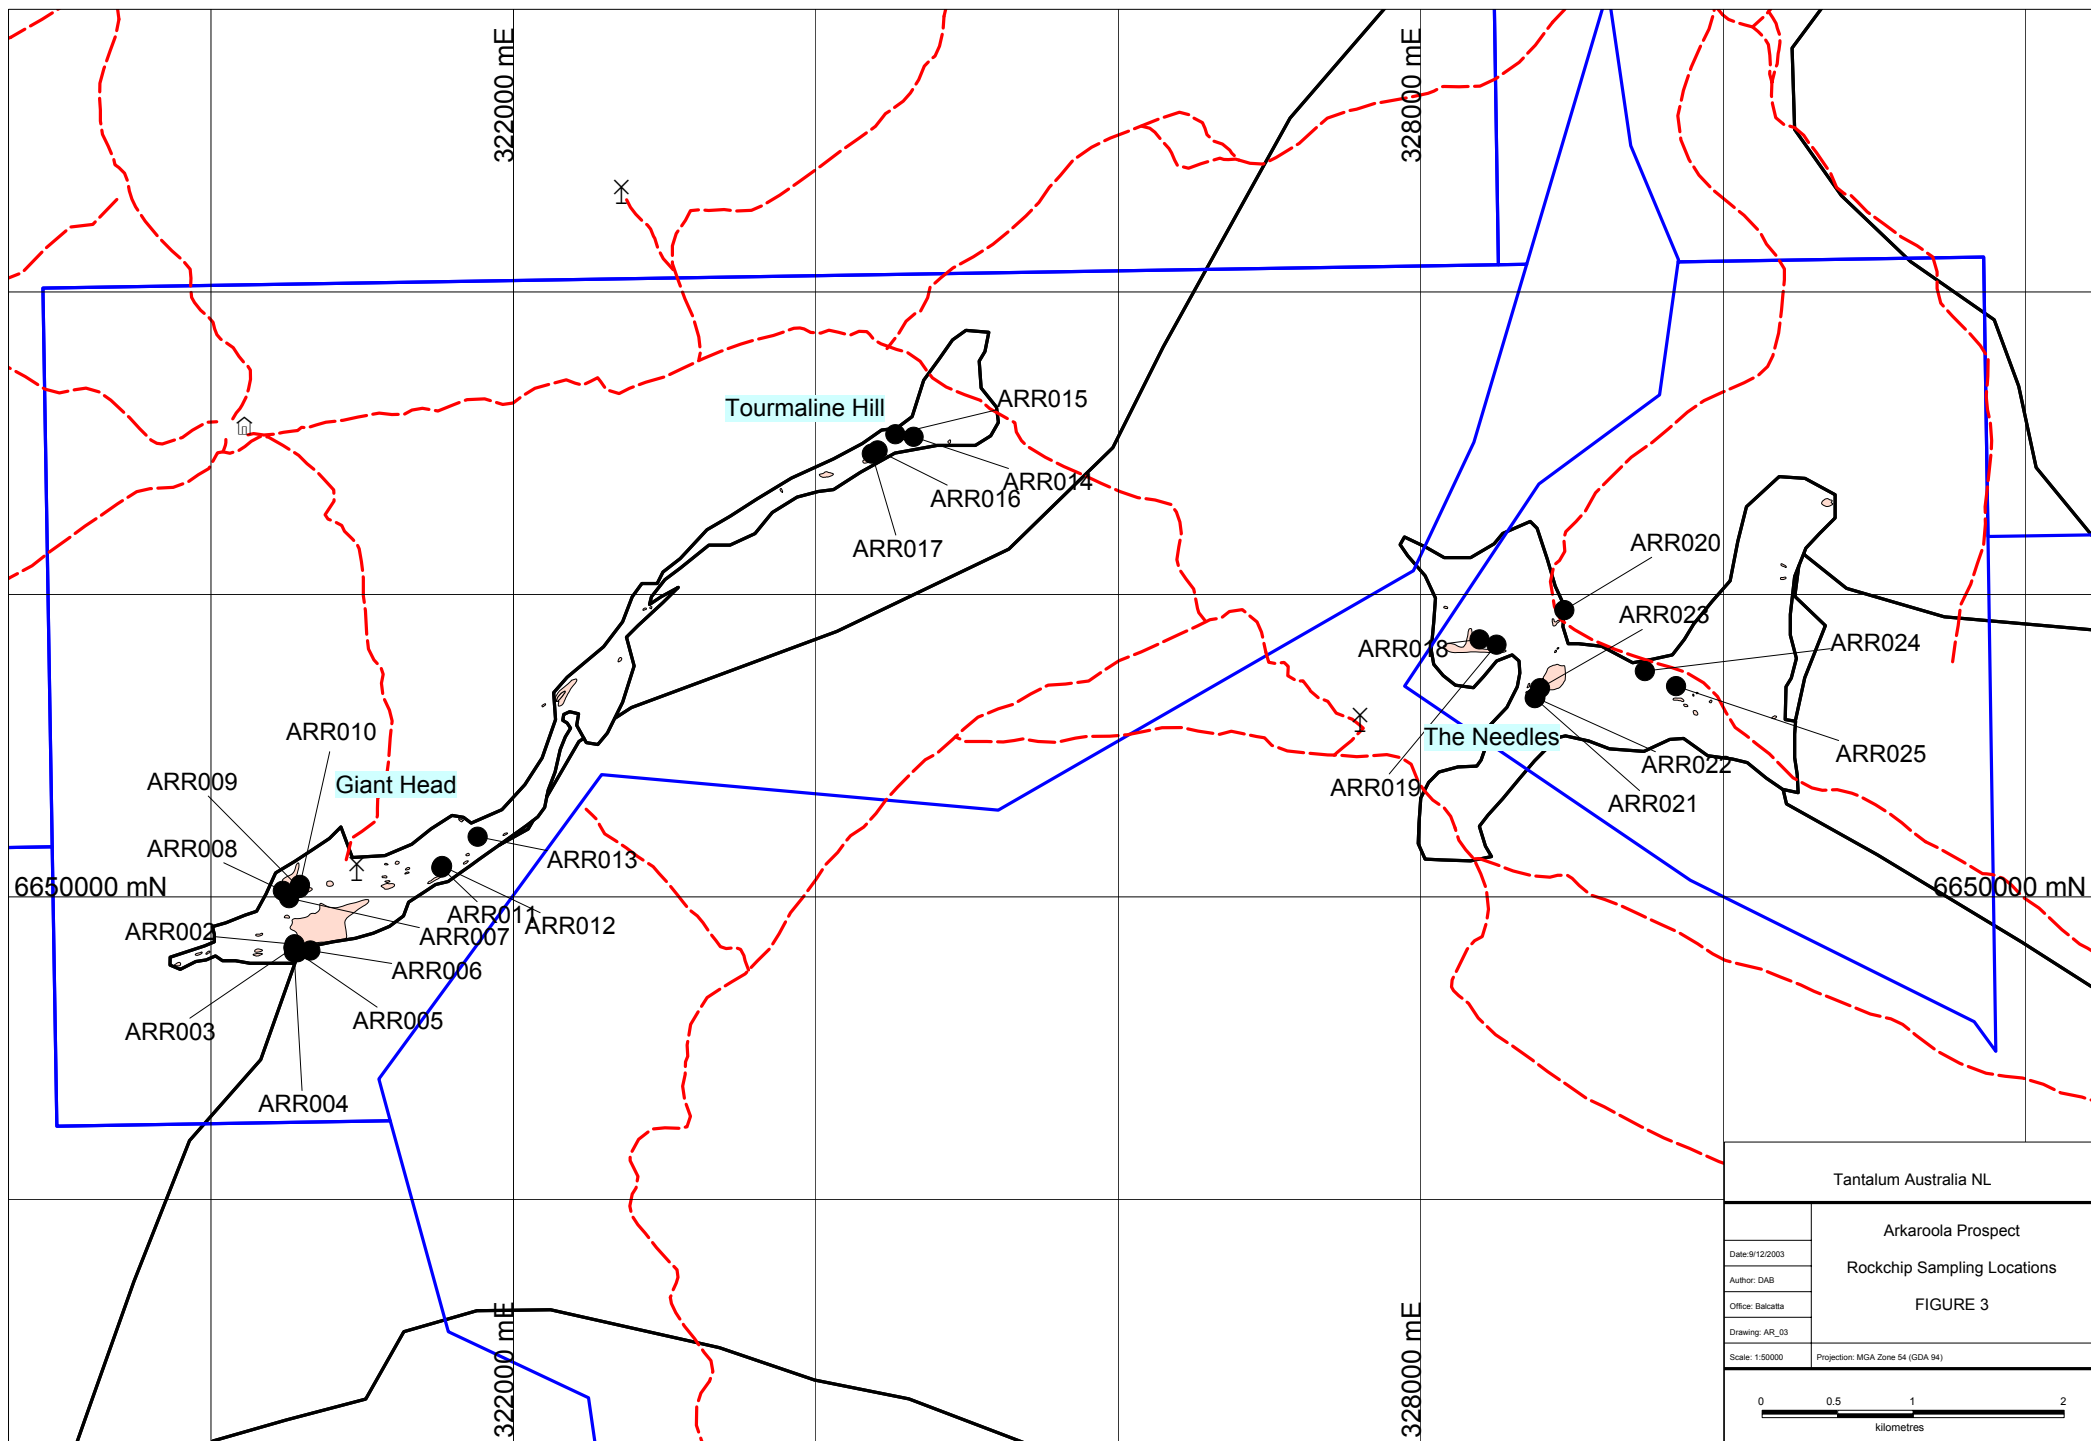 322000 mE
328000 mE
Tourmaline Hill
ARR015
ARR014
ARR016
ARR017
ARR020
ARR023
ARR018
ARR024
ARR010
The Needles
ARR009
Giant Head
ARR025
ARR022
ARR019
ARR021
ARR008
ARR013
6650000 mN
6650000 mN
ARR011
ARR012
ARR002
ARR007
ARR006
ARR003
ARR005
ARR004
322000 mE
328000 mE
Tantalum Australia NL
Arkaroola Prospect
Date:9/12/2003
Rockchip Sampling Locations
Author: DAB
Office: Balcatta
FIGURE 3
Drawing: AR_03
Scale: 1:50000
Projection: MGA Zone 54 (GDA 94)
0 0.5 1 2
kilometres